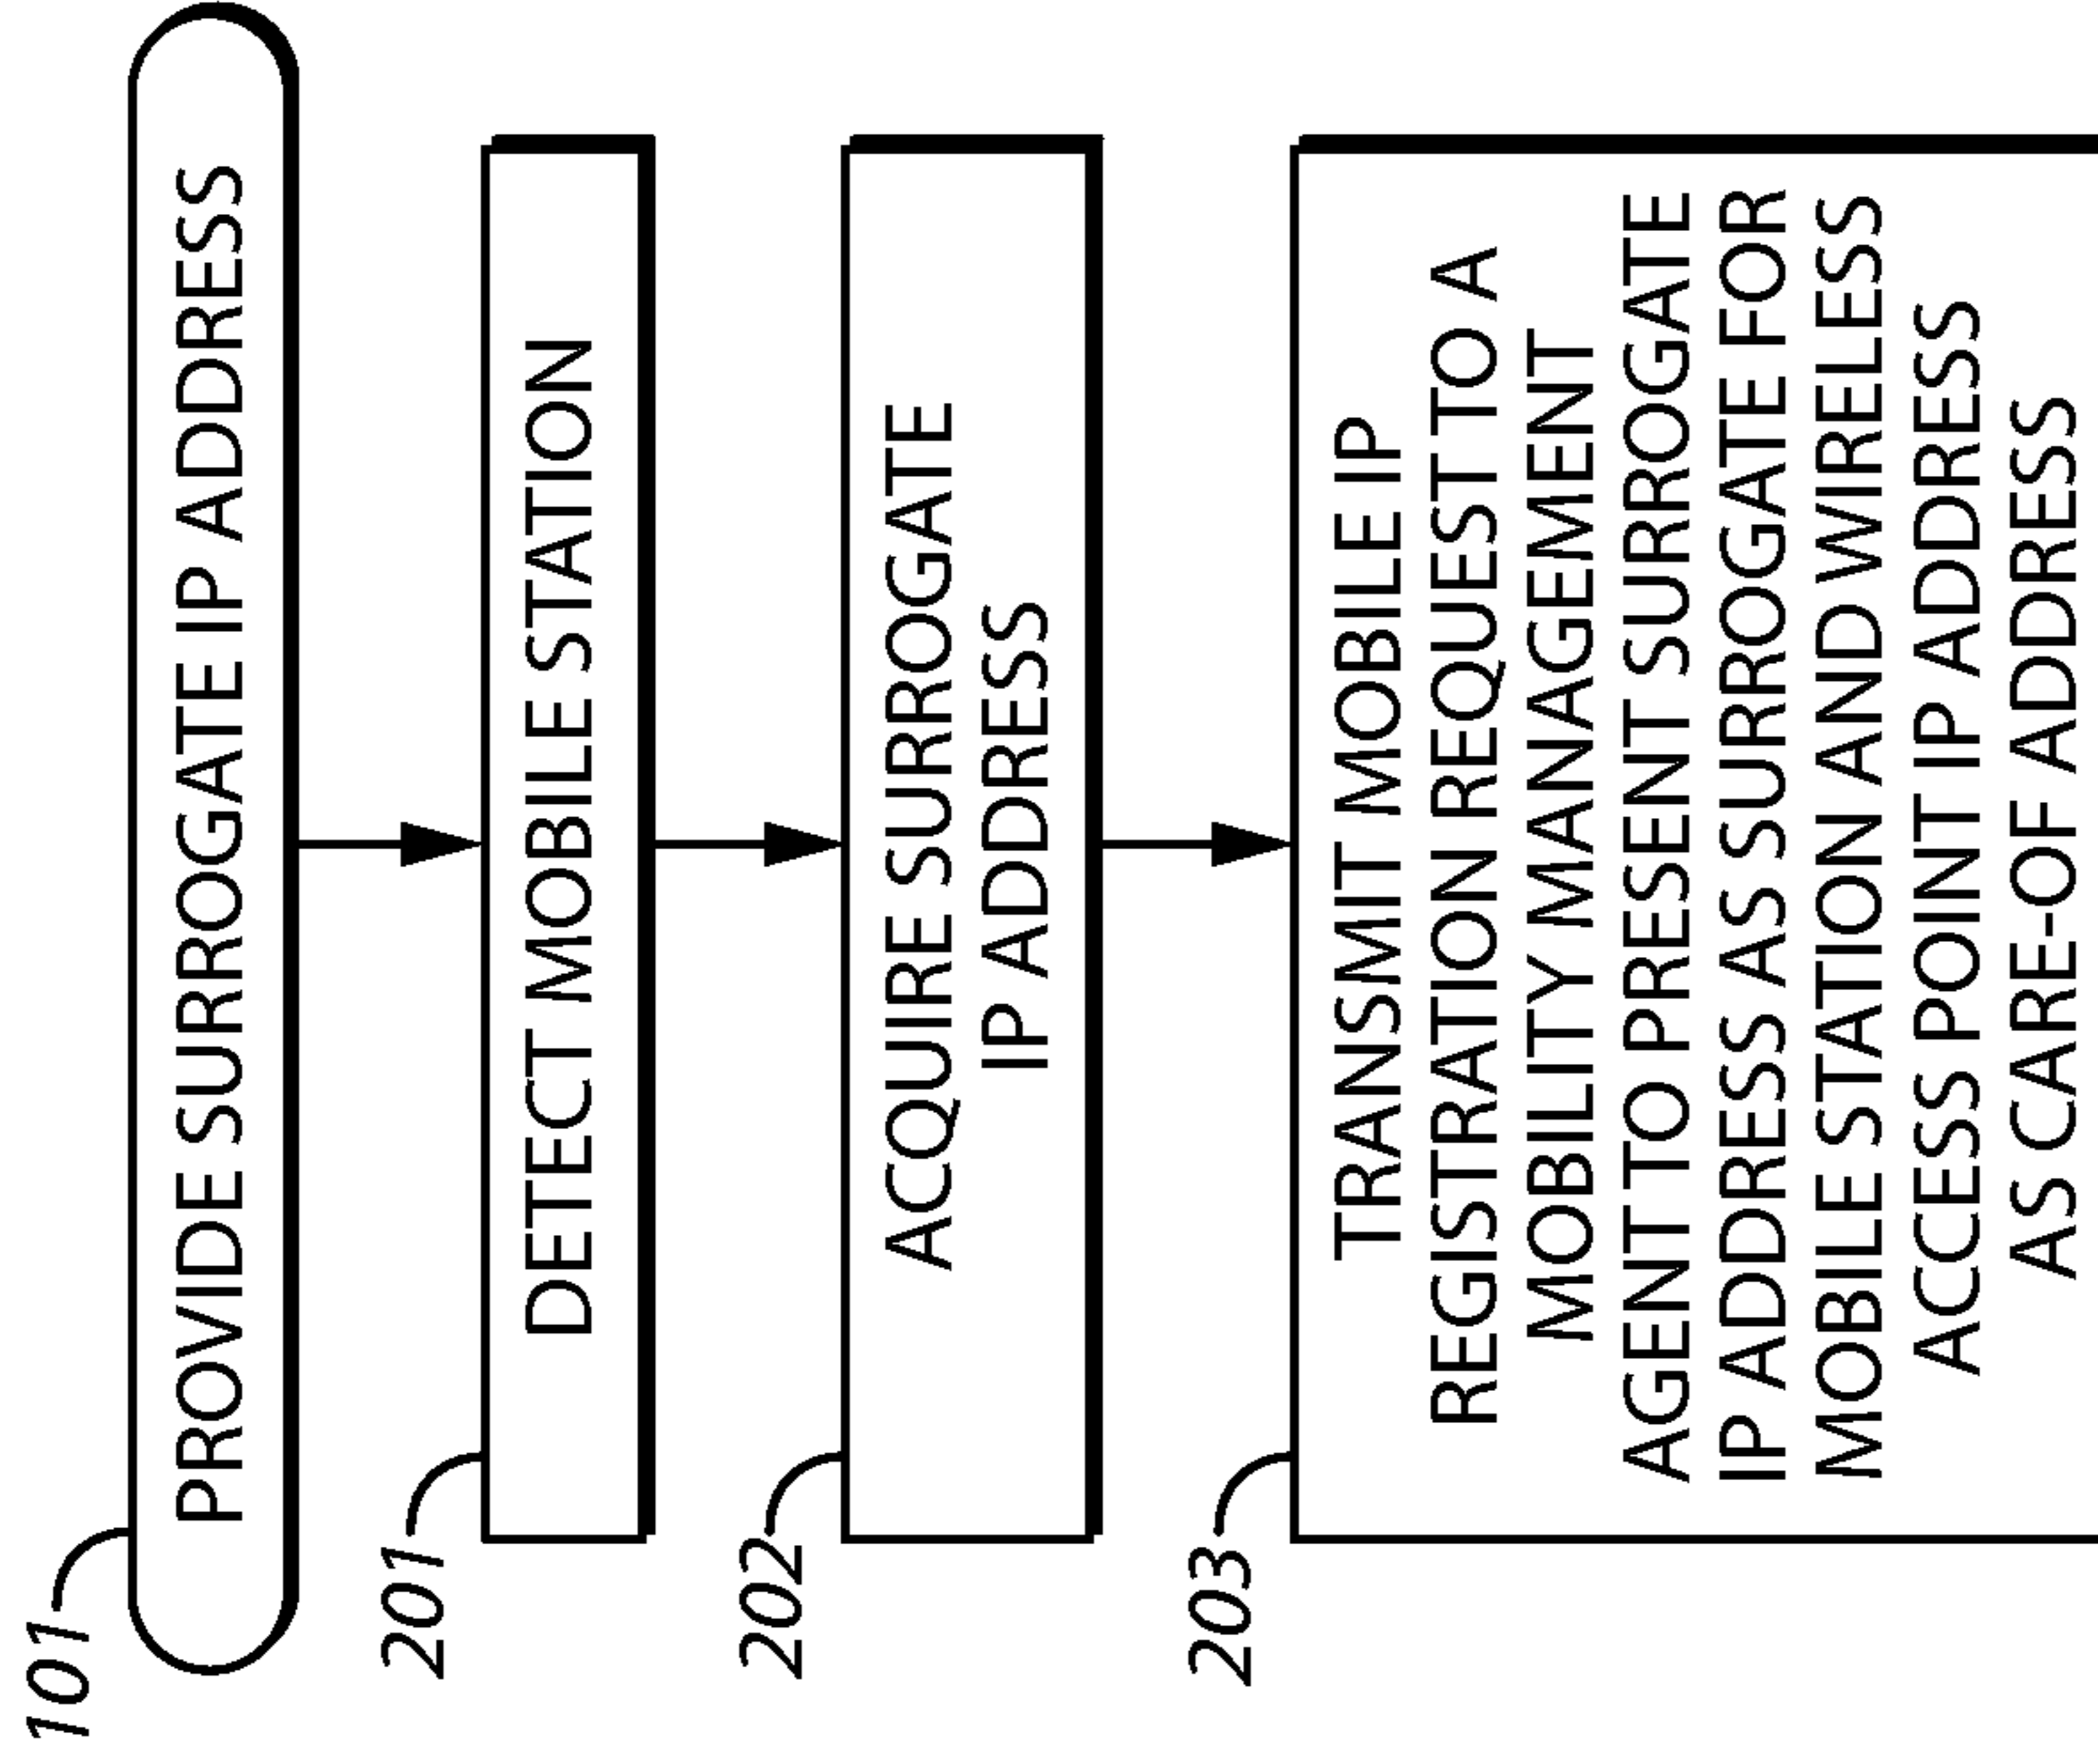 101
PROVIDE SURROGATE IP ADDRESS
201
DETECT MOBILE STATION
202
ACQUIRE SURROGATE
IP ADDRESS
203
TRANSMIT MOBILE IP
REGISTRATION REQUEST TO A
MOBILITY MANAGEMENT
AGENT TO PRESENT SURROGATE
IP ADDRESS AS SURROGATE FOR
MOBILE STATION AND WIRELESS
ACCESS POINT IP ADDRESS
AS CARE-OF ADDRESS